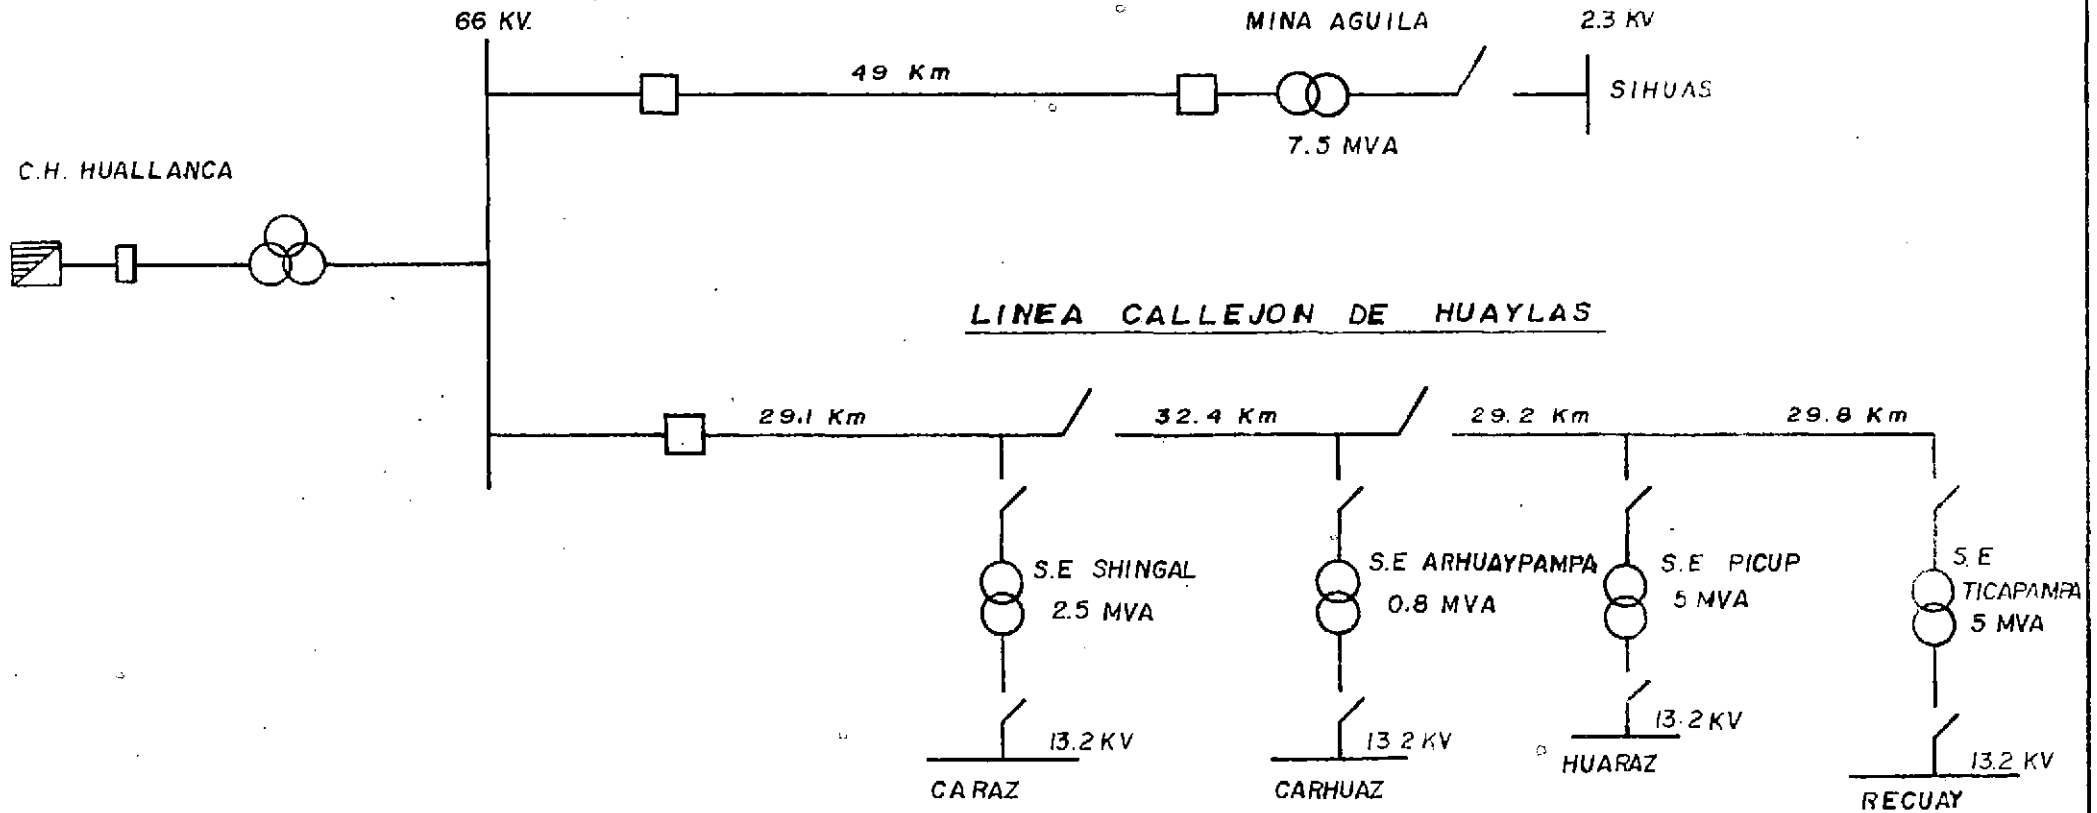 66 KV.
MINA AGUILA
2.3 KV
49 Km
SIHUAS
7.5 MVA
C.H. HUALLANCA
LINEA CALLEJON DE HUAYLAS
29.1 Km
32.4 Km
29.2 Km
29.8 Km
S.E SHINGAL
2.5 MVA
S.E ARHUAYPAMPA
0.8 MVA
S.E PICUP
5 MVA
S.E
TICAPAMPA
5 MVA
13.2 KV
CARAZ
13 2 KV
CARHUAZ
13.2 KV
HUARAZ
13.2 KV
RECUAY